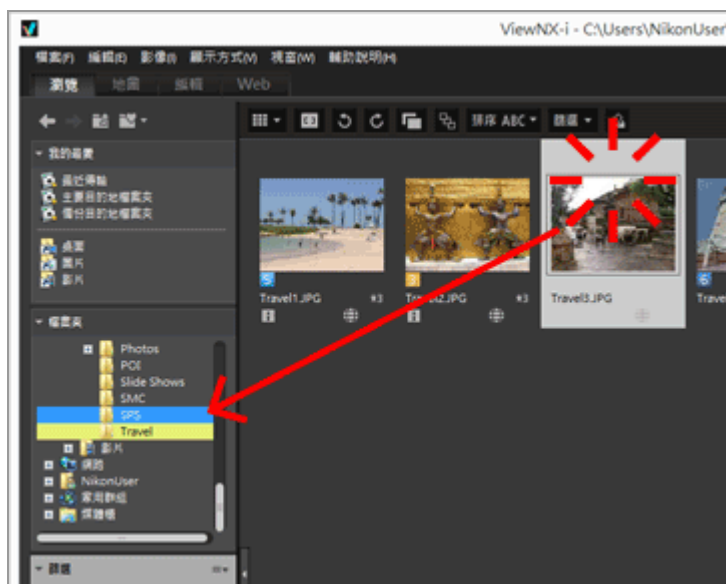 ViewNX-i - C:\Users\NikonUser
檔案(F) 編輯(E) 影像(I) 顯示方式(V) 視窗(W) 輔助說明(H)
瀏覽 地圖 編輯 Web
排序 ABC 篩選
我的最愛
最近傳輸
主要目的地檔案夾
備份目的地檔案夾
桌面
圖片
影片
Travel1.JPG
Travel2.JPG
Travel3.JPG
檔案夾
Photos
POI
Slide Shows
SMC
SPS
Travel
影片
網路
NikonUser
家用群組
媒體櫃
篩選